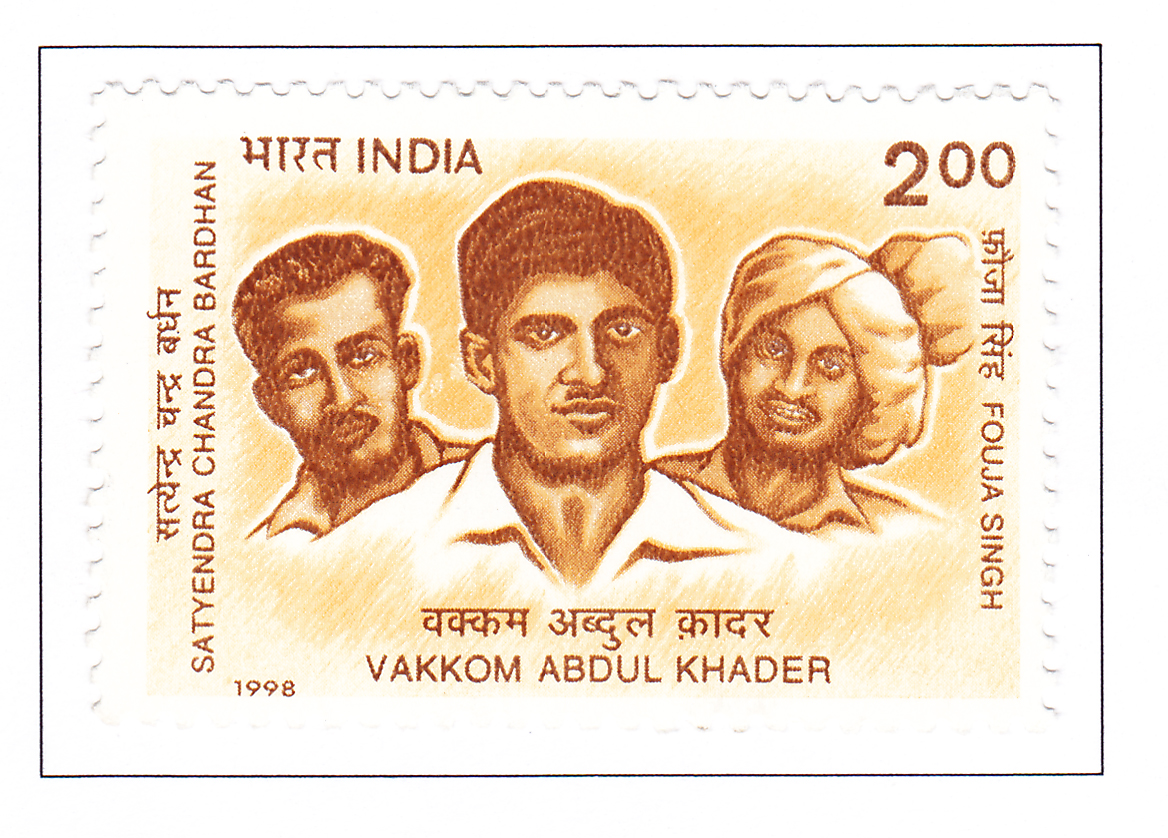 भारत INDIA
2.00
सत्येन्द्र चन्द्र बर्धन
SATYENDRA CHANDRA BARDHAN
फ़ौजा सिंह FOUJA SINGH
वक्कम अब्दुल क़ादर
VAKKOM ABDUL KHADER
1998